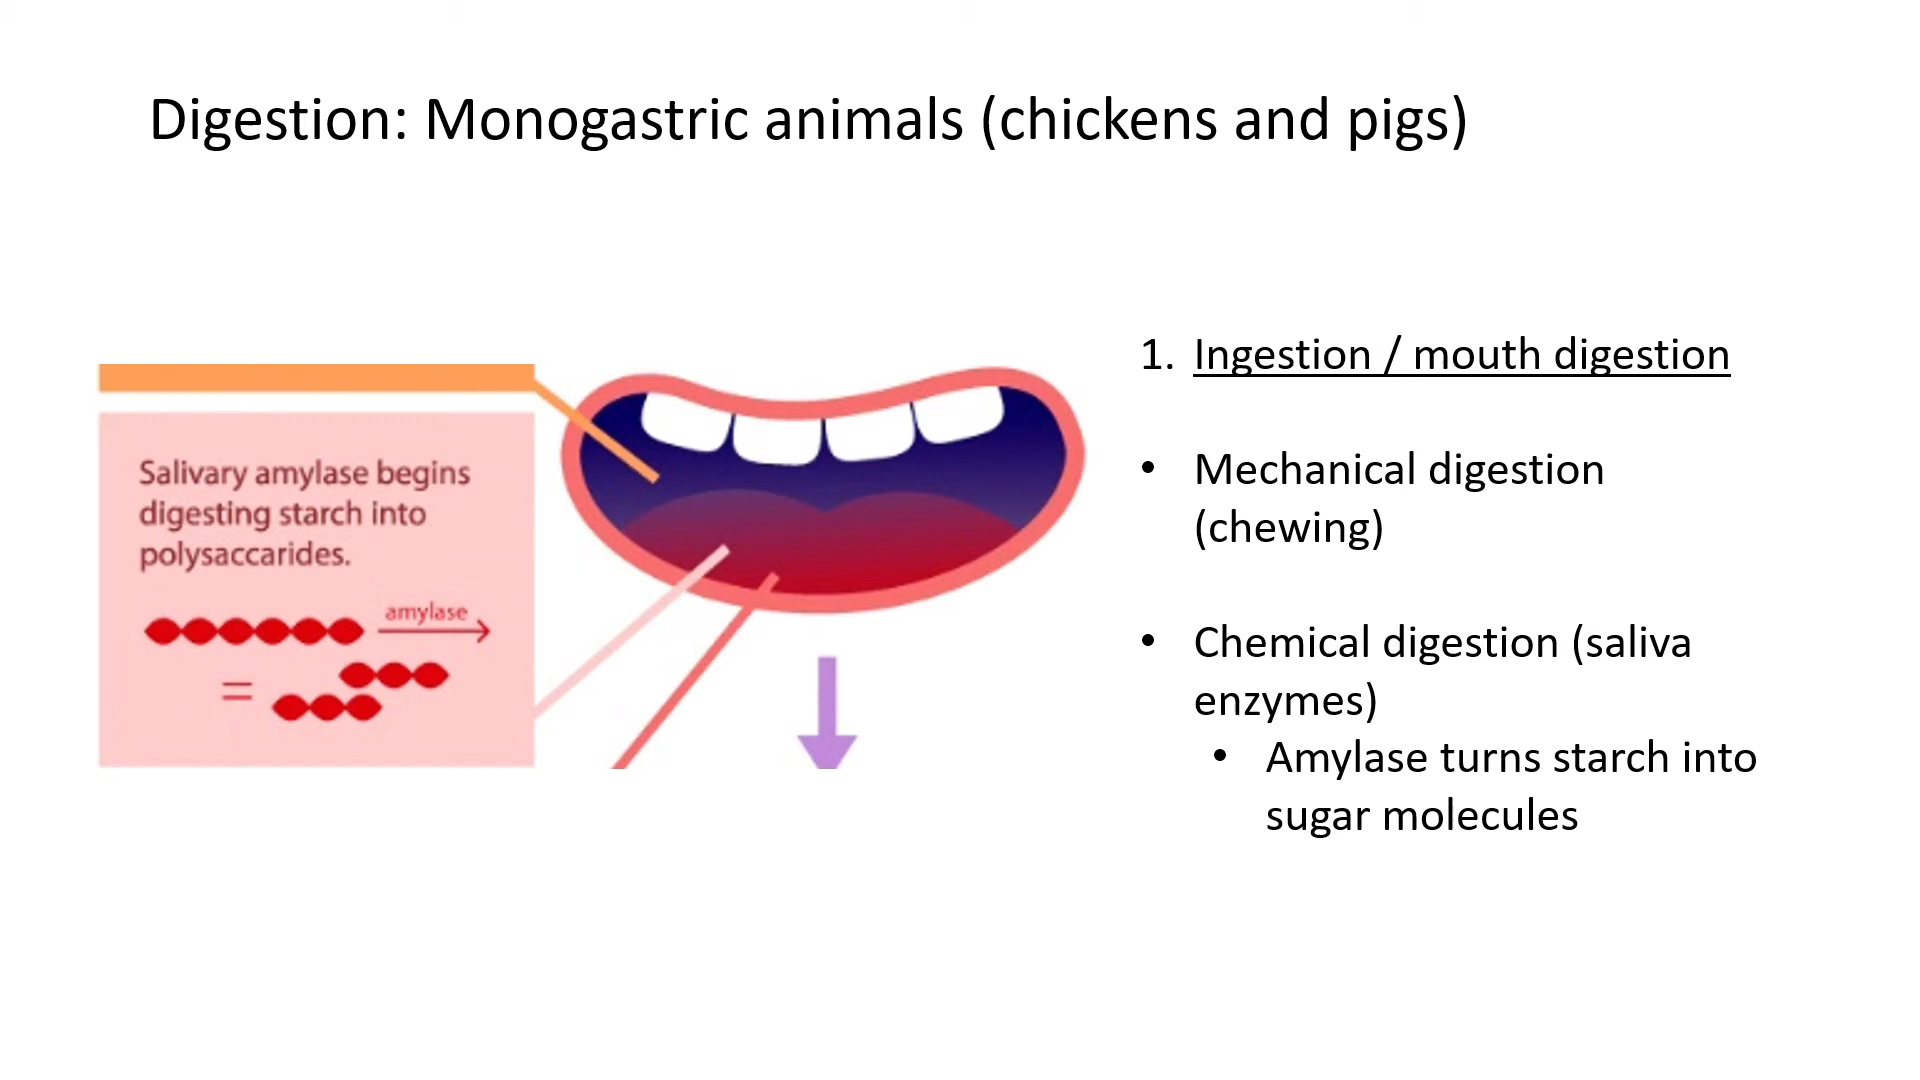 Digestion: Monogastric animals (chickens and pigs)
Salivary amylase begins
digesting starch into
polysaccarides.
amylase
=
1. Ingestion / mouth digestion
• Mechanical digestion
(chewing)
• Chemical digestion (saliva
enzymes)
• Amylase turns starch into
sugar molecules